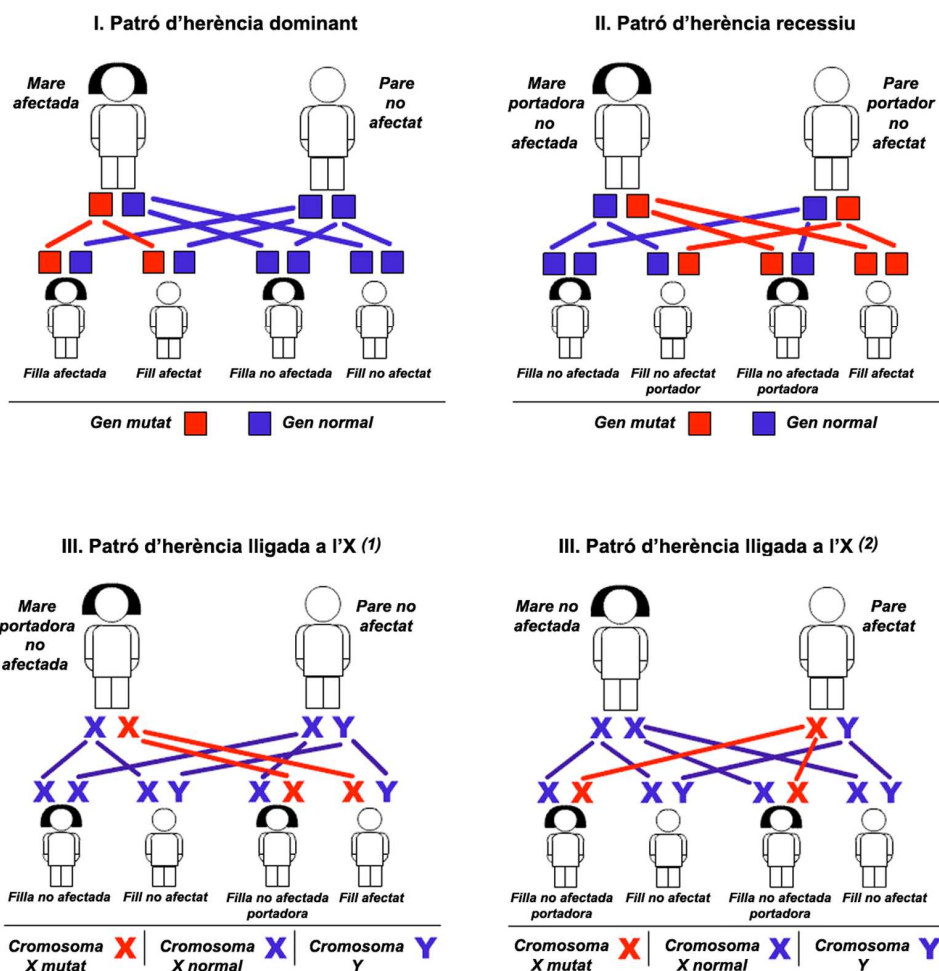 I. Patró d'herència dominant
Mare
afectada
Pare
no
afectat
Filla afectada
Fill afectat
Filla no afectada
Fill no afectat
Gen mutat
Gen normal
II. Patró d'herència recessiu
Mare
portadora
no
afectada
Pare
portador
no
afectat
Filla no afectada
Fill no afectat
portador
Filla no afectada
portadora
Fill afectat
Gen mutat
Gen normal
III. Patró d'herència lligada a l'X (1)
Mare
portadora
no
afectada
Pare no
afectat
X X
X Y
X X
X Y
X X
X Y
Filla no afectada
Fill no afectat
Filla no afectada
portadora
Fill afectat
Cromosoma
X mutat
X
Cromosoma
X normal
X
Cromosoma
Y
Y
III. Patró d'herència lligada a l'X (2)
Mare no
afectada
Pare
afectat
X X
X Y
X X
X Y
X X
X Y
Filla no afectada
portadora
Fill no afectat
Filla no afectada
portadora
Fill no afectat
Cromosoma
X mutat
X
Cromosoma
X normal
X
Cromosoma
Y
Y